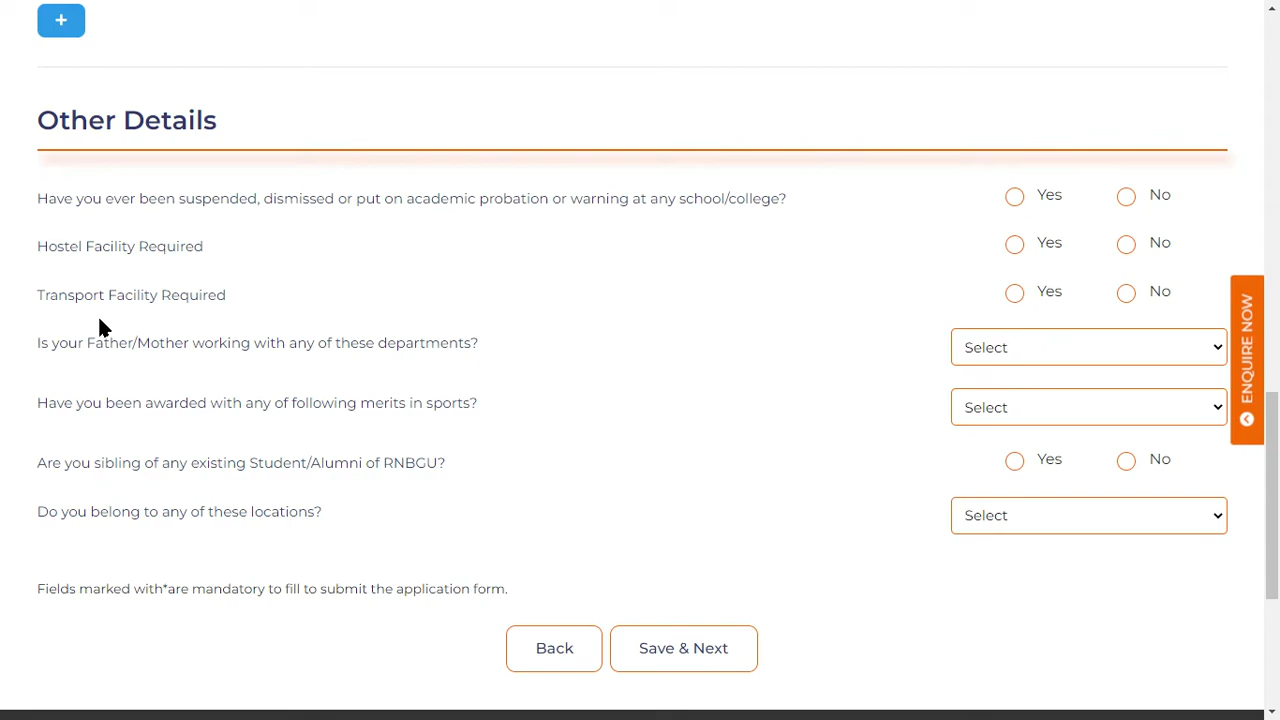 +
Other Details
Have you ever been suspended, dismissed or put on academic probation or warning at any school/college? Yes No
Hostel Facility Required Yes No
Transport Facility Required Yes No
Is your Father/Mother working with any of these departments? Select
Have you been awarded with any of following merits in sports? Select
Are you sibling of any existing Student/Alumni of RNBGU? Yes No
Do you belong to any of these locations? Select
Fields marked with*are mandatory to fill to submit the application form.
Back Save & Next
ENQUIRE NOW